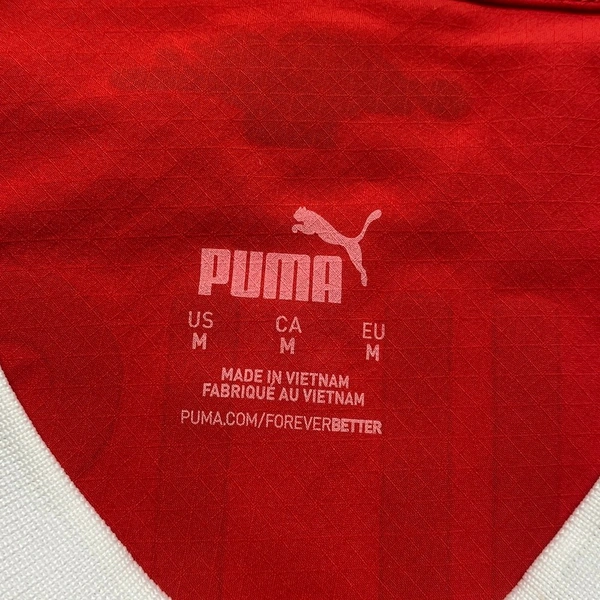 PUMA
US CA EU
M M M
MADE IN VIETNAM
FABRIQUÉ AU VIETNAM
PUMA.COM/FOREVERBETTER